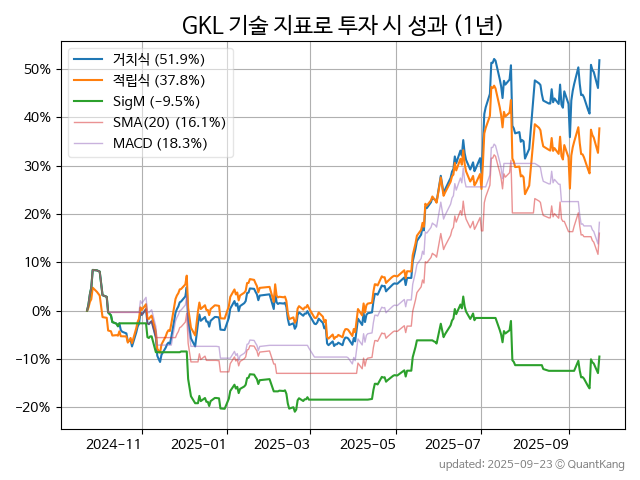 GKL 기술 지표로 투자 시 성과 (1년)
거치식 (51.9%)
적립식 (37.8%)
SigM (−9.5%)
SMA(20) (16.1%)
MACD (18.3%)
50%
40%
30%
20%
10%
0%
−10%
−20%
2024−11 2025−01 2025−03 2025−05 2025−07 2025−09
updated: 2025−09−23 ⓒ QuantKang